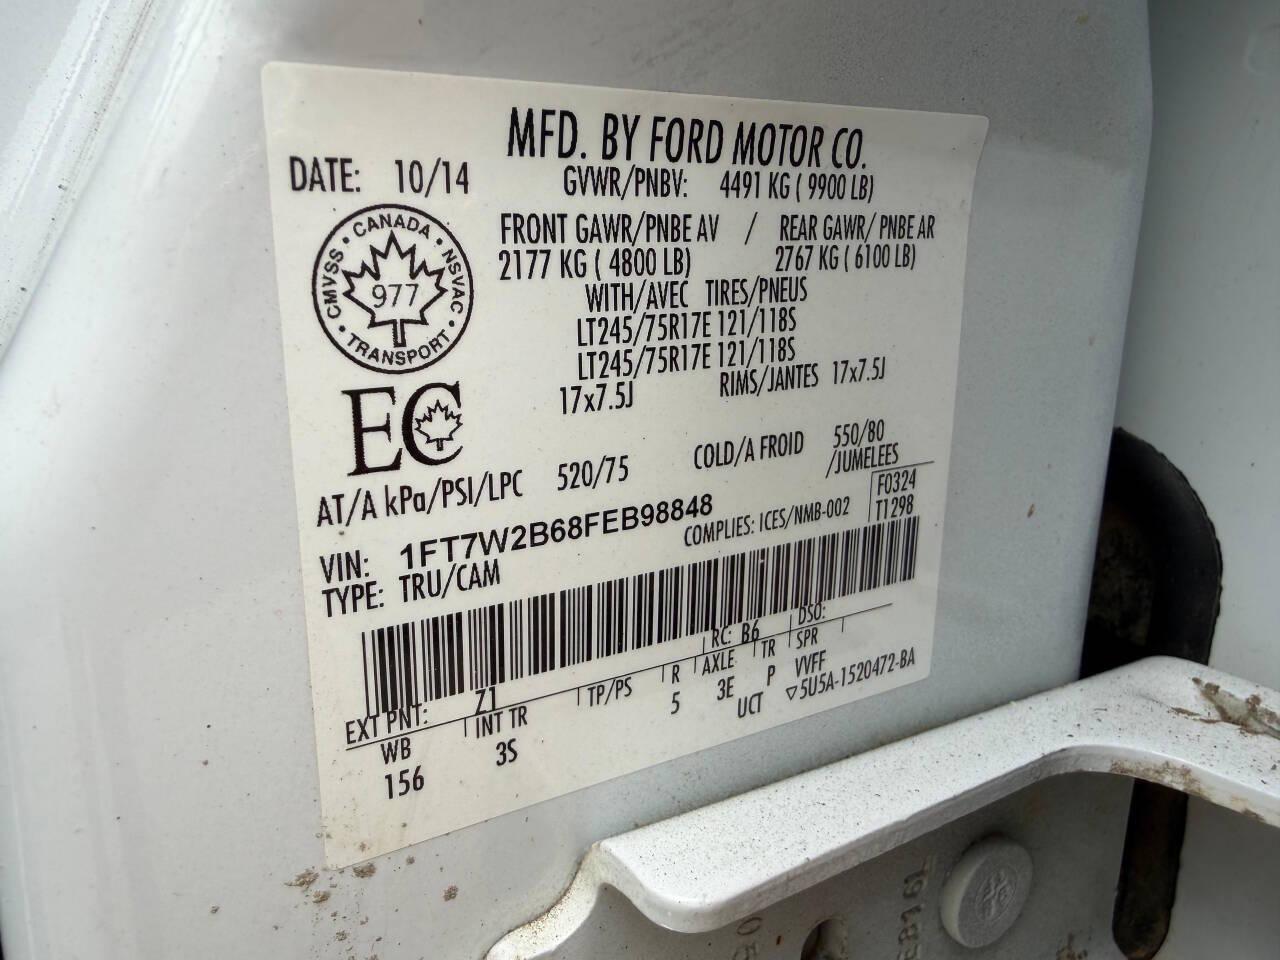 MFD. BY FORD MOTOR CO.
DATE: 10/14
GVWR/PNBV: 4491 KG ( 9900 LB)
FRONT GAWR/PNBE AV / REAR GAWR/ PNBE AR
2177 KG ( 4800 LB) 2767 KG ( 6100 LB)
WITH/AVEC TIRES/PNEUS
LT245/75R17E 121/118S
LT245/75R17E 121/118S
17x7.5J RIMS/JANTES 17x7.5J
CANADA • NSVAC • TRANSPORT • CMVSS •
977
EC
AT/A kPa/PSI/LPC 520/75 COLD/A FROID 550/80
/JUMELEES
VIN: 1FT7W2B68FEB98848
COMPLIES: ICES/NMB-002
F0324
T1298
TYPE: TRU/CAM
EXT PNT: Z1 RC: B6 DSO:
WB INT TR TP/PS R AXLE TR SPR
156 3S 5 3E P VVFF
UCT ▽5U5A-1520472-BA